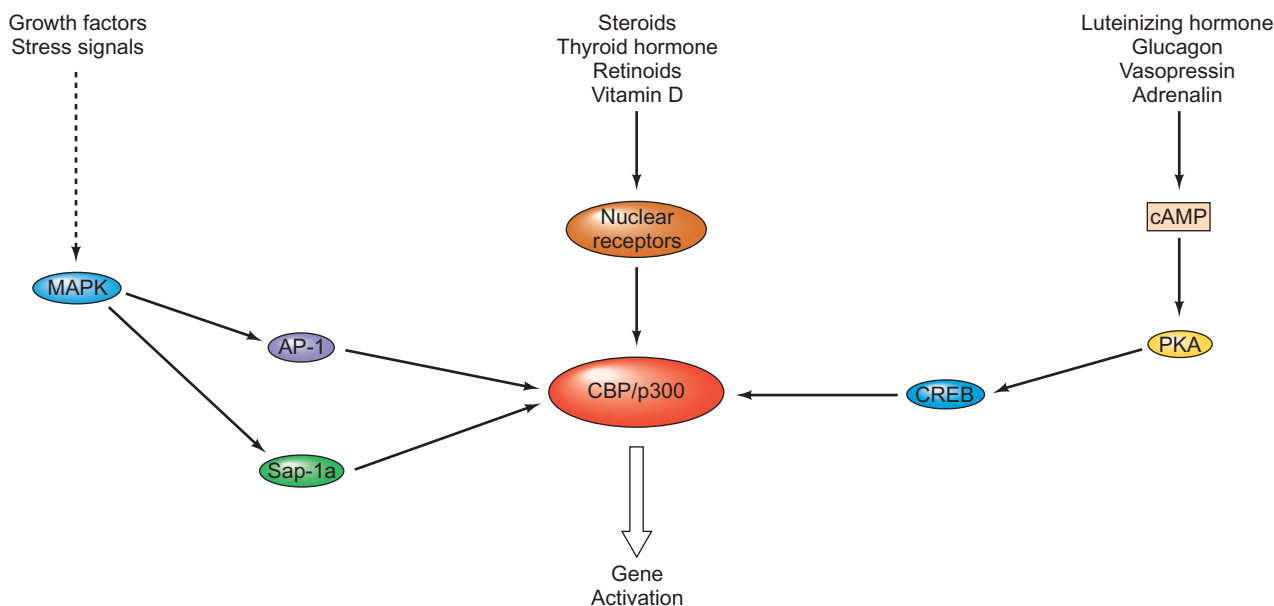 Growth factors
Stress signals
Steroids
Thyroid hormone
Retinoids
Vitamin D
Luteinizing hormone
Glucagon
Vasopressin
Adrenalin
Nuclear
receptors
cAMP
MAPK
AP-1
PKA
CBP/p300
CREB
Sap-1a
Gene
Activation